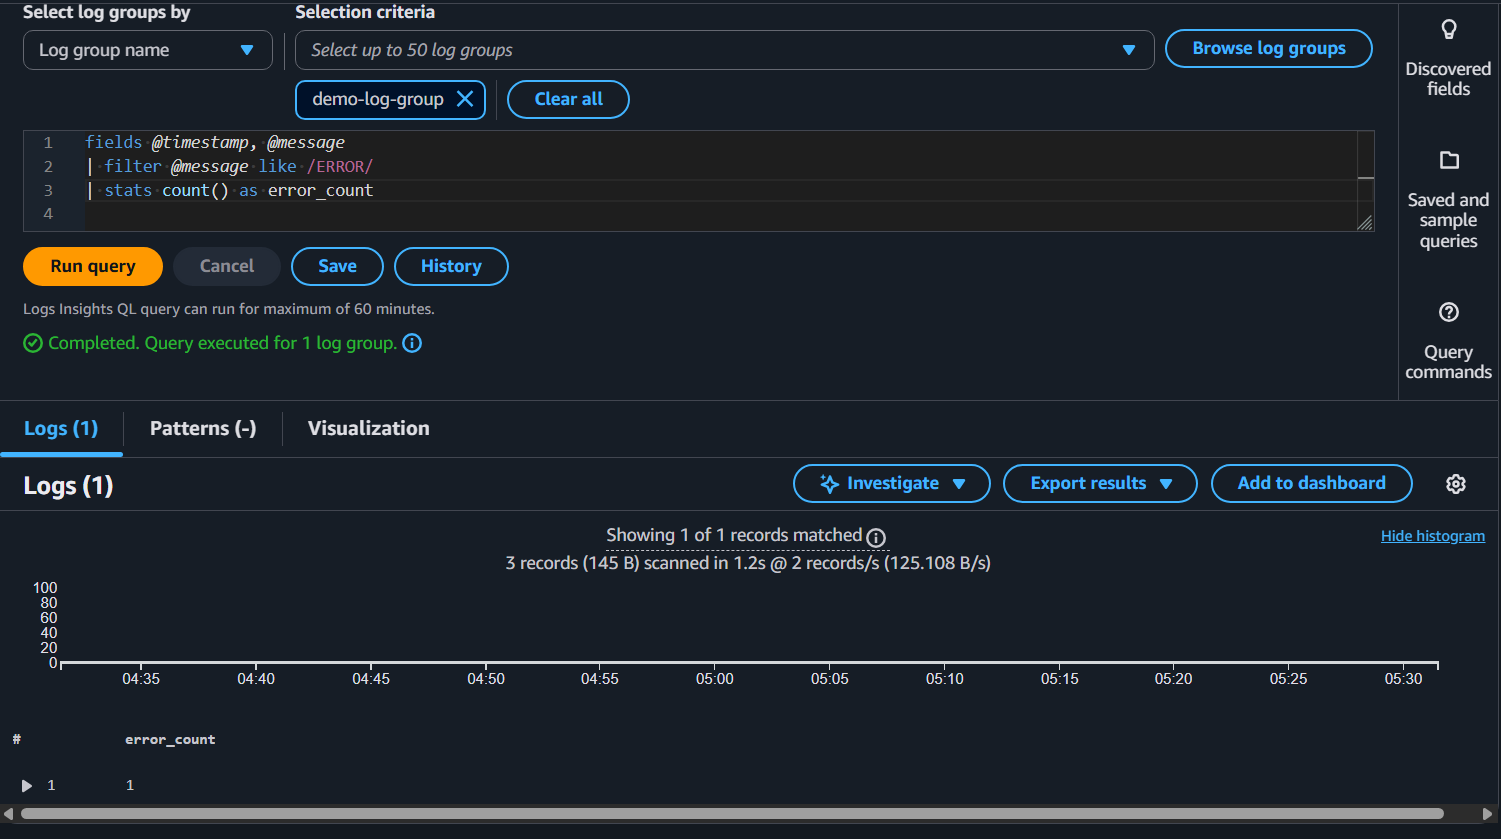 Select log groups by
Selection criteria
Log group name
Select up to 50 log groups
Browse log groups
demo-log-group
Clear all
1 fields @timestamp, @message
2 | filter @message like /ERROR/
3 | stats count() as error_count
4
Run query
Cancel
Save
History
Logs Insights QL query can run for maximum of 60 minutes.
Completed. Query executed for 1 log group.
Discovered
fields
Saved and
sample
queries
Query
commands
Logs (1)
Patterns (-)
Visualization
Logs (1)
Investigate
Export results
Add to dashboard
Showing 1 of 1 records matched
Hide histogram
3 records (145 B) scanned in 1.2s @ 2 records/s (125.108 B/s)
100
80
60
40
20
0
04:35 04:40 04:45 04:50 04:55 05:00 05:05 05:10 05:15 05:20 05:25 05:30
# error_count
1 1